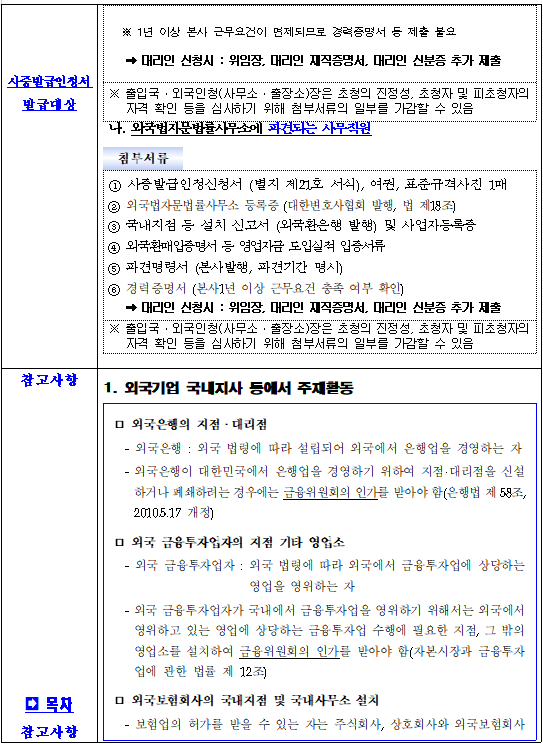 ※ 1년 이상 본사 근무요건이 면제되므로 경력증명서 등 제출 불요
➡ 대리인 신청시 : 위임장, 대리인 재직증명서, 대리인 신분증 추가 제출
사증발급인정서
발급대상
※ 출입국·외국인청(사무소·출장소)장은 초청의 진정성, 초청자 및 피초청자의
자격 확인 등을 심사하기 위해 첨부서류의 일부를 가감할 수 있음
나. 외국법자문법률사무소에 파견되는 사무직원
첨부서류
① 사증발급인정신청서 (별지 제21호 서식), 여권, 표준규격사진 1매
② 외국법자문법률사무소 등록증 (대한변호사협회 발행, 법 제18조)
③ 국내지점 등 설치 신고서 (외국환은행 발행) 및 사업자등록증
④ 외국환매입증명서 등 영업자금 도입실적 입증서류
⑤ 파견명령서 (본사발행, 파견기간 명시)
⑥ 경력증명서 (본사1년 이상 근무요건 충족 여부 확인)
➡ 대리인 신청시 : 위임장, 대리인 재직증명서, 대리인 신분증 추가 제출
※ 출입국·외국인청(사무소·출장소)장은 초청의 진정성, 초청자 및 피초청자의
자격 확인 등을 심사하기 위해 첨부서류의 일부를 가감할 수 있음
참고사항
1. 외국기업 국내지사 등에서 주재활동
□ 외국은행의 지점·대리점
- 외국은행 : 외국 법령에 따라 설립되어 외국에서 은행업을 경영하는 자
- 외국은행이 대한민국에서 은행업을 경영하기 위하여 지점·대리점을 신설
하거나 폐쇄하려는 경우에는 금융위원회의 인가를 받아야 함(은행법 제58조,
2010.5.17 개정)
□ 외국 금융투자업자의 지점 기타 영업소
- 외국 금융투자업자 : 외국 법령에 따라 외국에서 금융투자업에 상당하는
영업을 영위하는 자
- 외국 금융투자업자가 국내에서 금융투자업을 영위하기 위해서는 외국에서
영위하고 있는 영업에 상당하는 금융투자업 수행에 필요한 지점, 그 밖의
영업소를 설치하여 금융위원회의 인가를 받아야 함(자본시장과 금융투자
업에 관한 법률 제 12조)
□ 외국보험회사의 국내지점 및 국내사무소 설치
- 보험업의 허가를 받을 수 있는 자는 주식회사, 상호회사와 외국보험회사
➡ 목차
참고사항